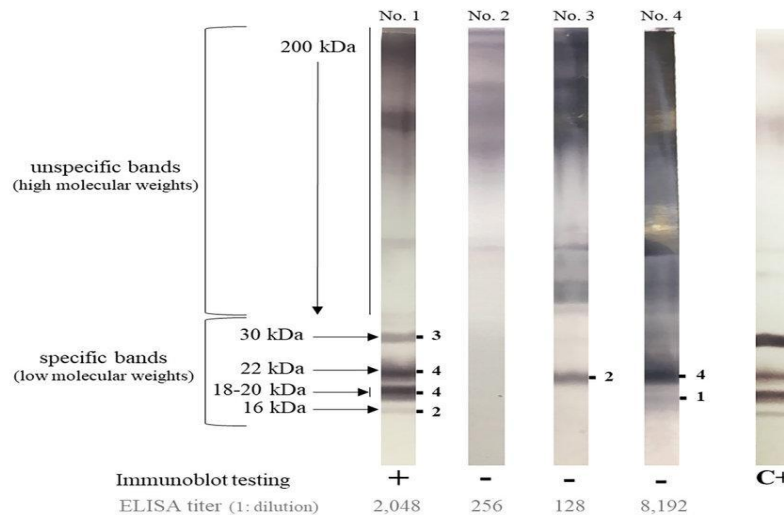 No. 1 No. 2 No. 3 No. 4
200 kDa
unspecific bands
(high molecular weights)
30 kDa 3
specific bands
(low molecular weights)
22 kDa 4 2 4
18-20 kDa 4 1
16 kDa 2
Immunoblot testing + - - - C+
ELISA titer (1: dilution) 2,048 256 128 8,192